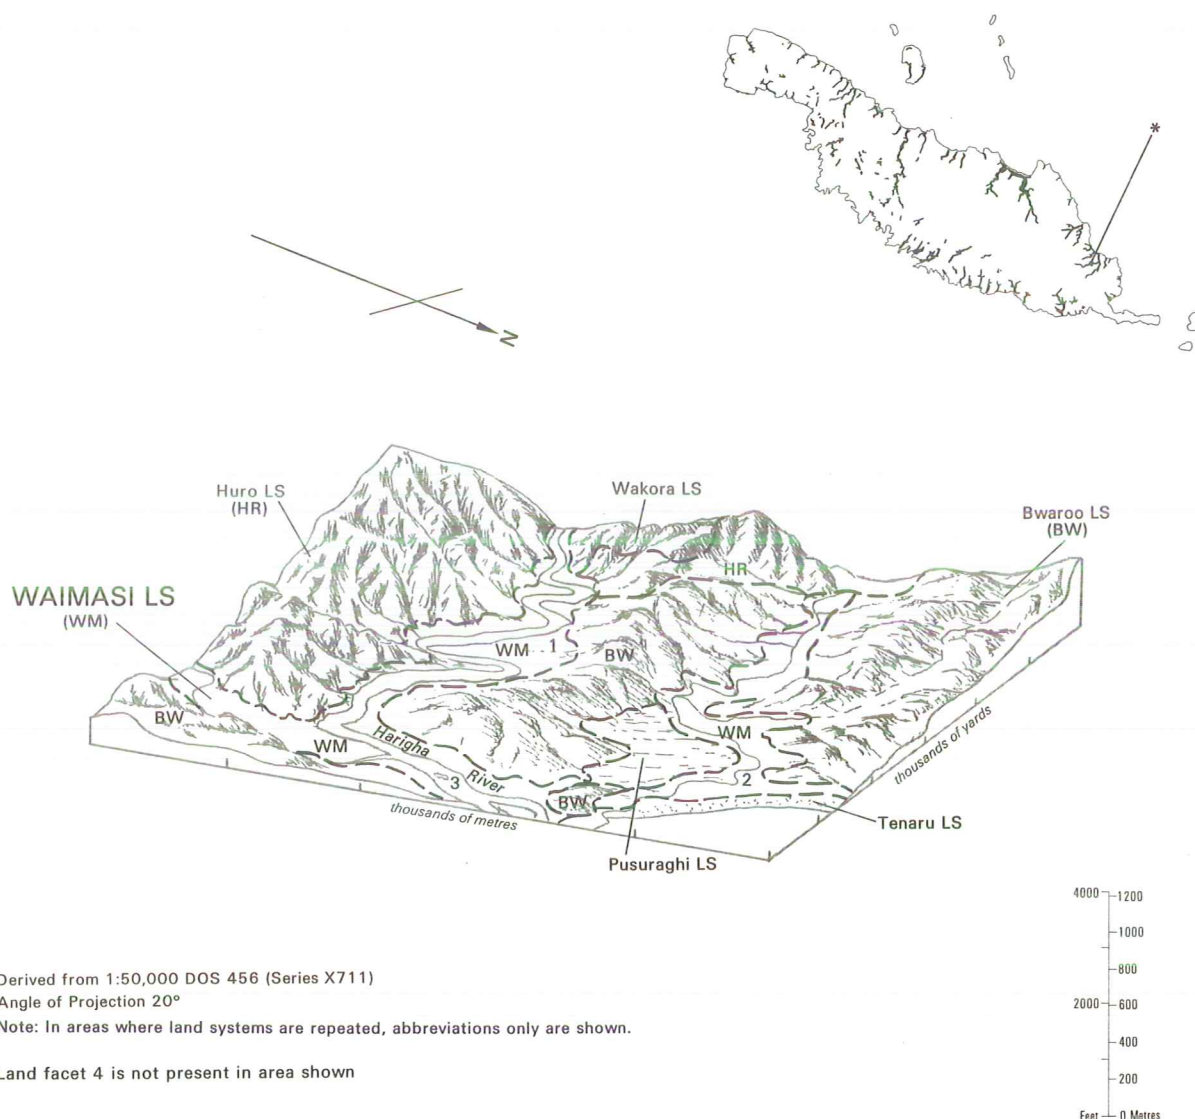 *
N
Huro LS
(HR)
Wakora LS
Bwaroo LS
(BW)
HR
WAIMASI LS
(WM)
WM 1
BW
BW
WM
Harigha
River
WM
3
2
BW
thousands of yards
thousands of metres
Tenaru LS
Pusuraghi LS
4000 1200
1000
800
2000 600
400
200
Feet 0 Metres
Derived from 1:50,000 DOS 456 (Series X711)
Angle of Projection 20°
Note: In areas where land systems are repeated, abbreviations only are shown.
Land facet 4 is not present in area shown